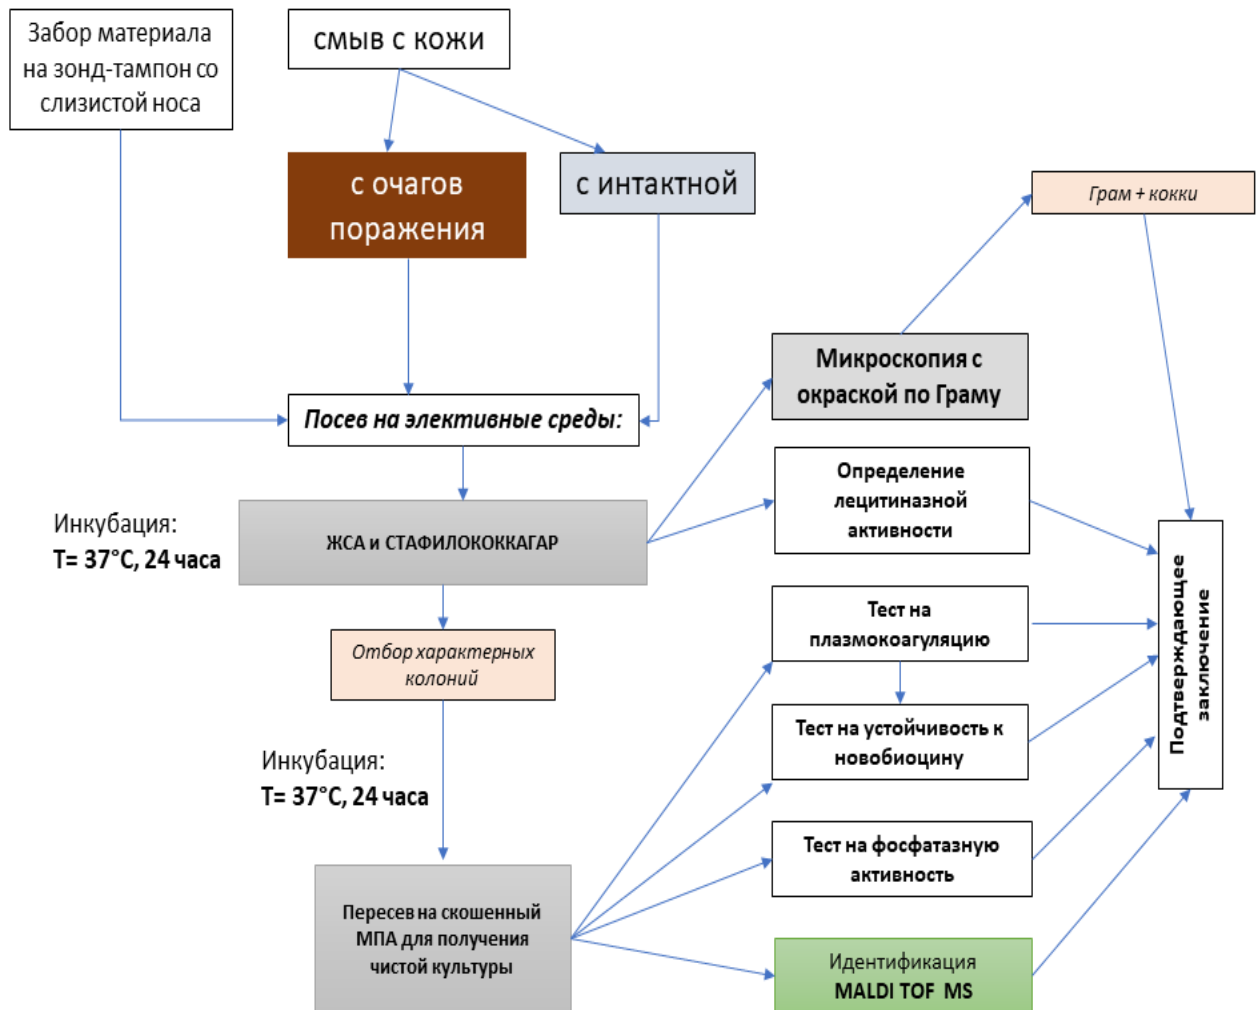 Забор материала
на зонд-тампон со
слизистой носа
смыв с кожи
с очагов
поражения
с интактной
Грам + кокки
Посев на элективные среды:
Микроскопия с
окраской по Граму
Инкубация:
T= 37°C, 24 часа
ЖСА и СТАФИЛОКОККАГАР
Определение
лецитиназной
активности
Отбор характерных
колоний
Тест на
плазмокоагуляцию
Инкубация:
T= 37°C, 24 часа
Тест на устойчивость к
новобиоцину
Подтверждающее
заключение
Пересев на скошенный
МПА для получения
чистой культуры
Тест на фосфатазную
активность
Идентификация
MALDI TOF MS